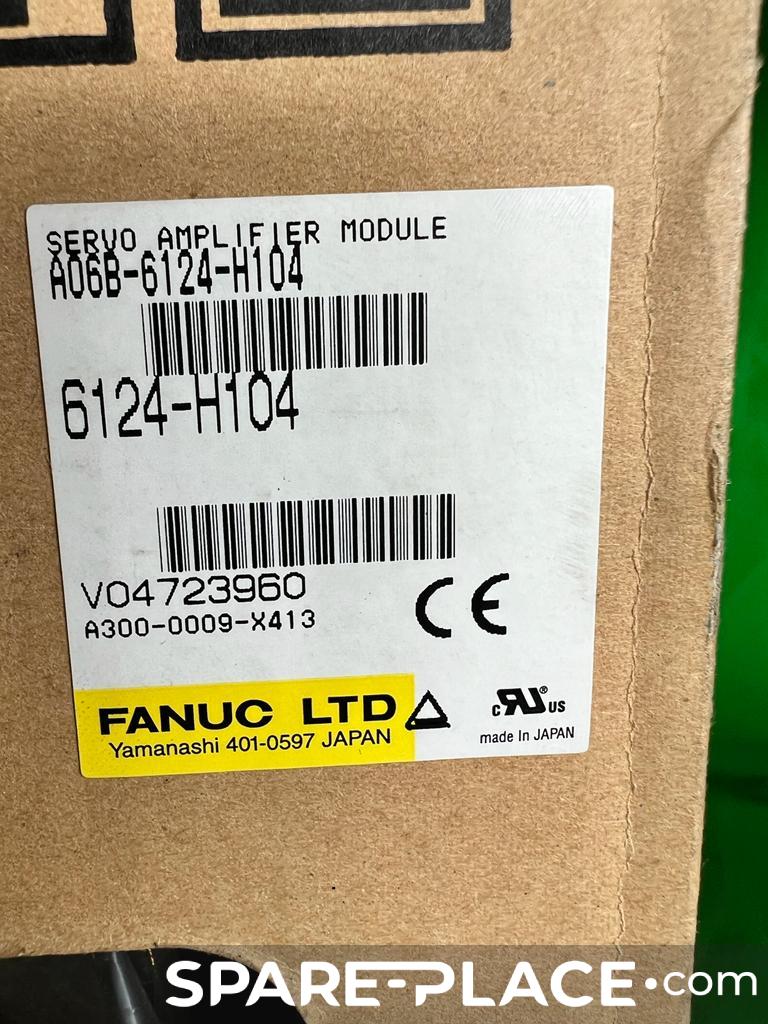 SERVO AMPLIFIER MODULE
A06B-6124-H104
6124-H104
V04723960
A300-0009-X413
CE
FANUC LTD
Yamanashi 401-0597 JAPAN
c RU ® US
made In JAPAN
SPARE-PLACE.com